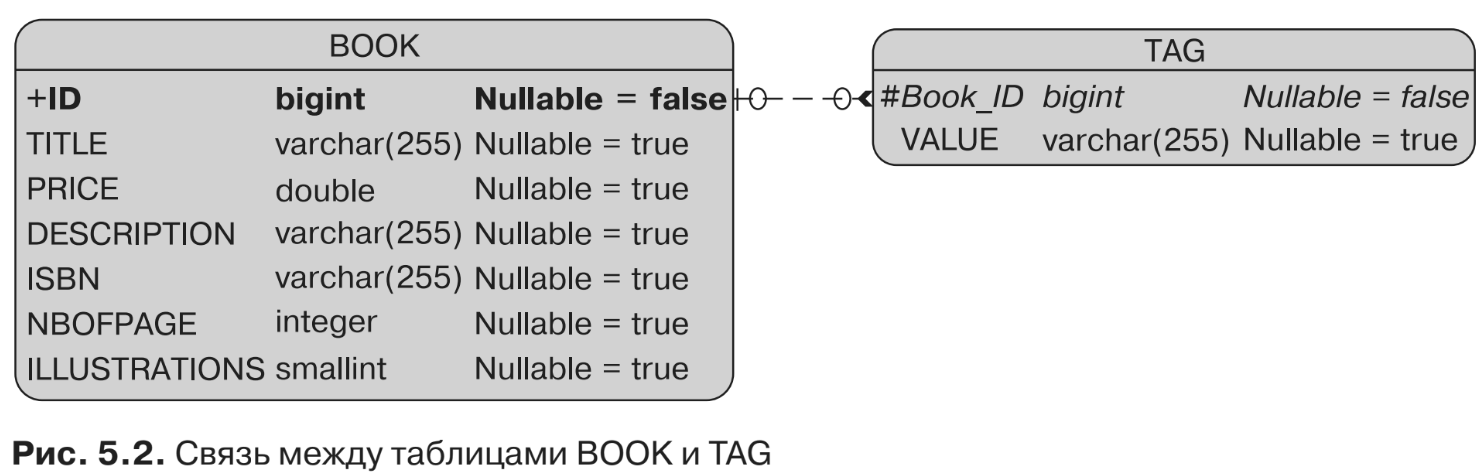 BOOK
+ID bigint Nullable = false
TITLE varchar(255) Nullable = true
PRICE double Nullable = true
DESCRIPTION varchar(255) Nullable = true
ISBN varchar(255) Nullable = true
NBOFPAGE integer Nullable = true
ILLUSTRATIONS smallint Nullable = true
TAG
#Book_ID bigint Nullable = false
VALUE varchar(255) Nullable = true
Рис. 5.2. Связь между таблицами BOOK и TAG